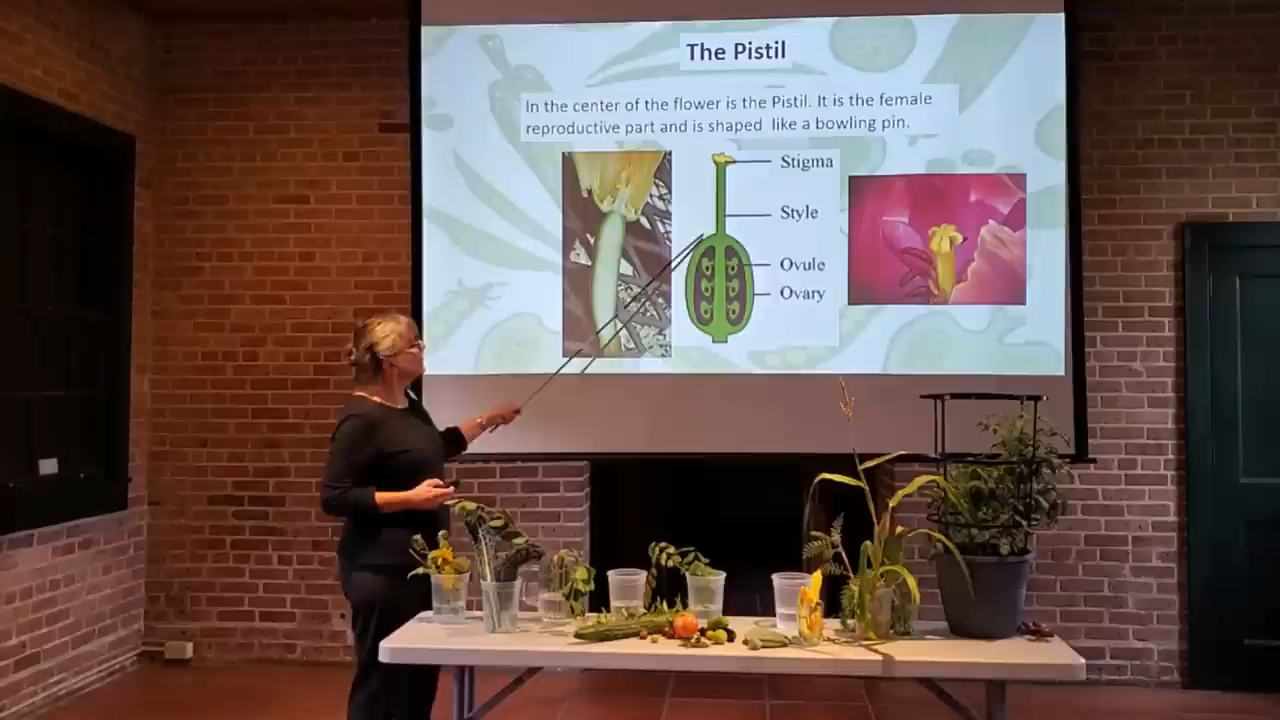 The Pistil
In the center of the flower is the Pistil. It is the female
reproductive part and is shaped like a bowling pin.
Stigma
Style
Ovule
Ovary